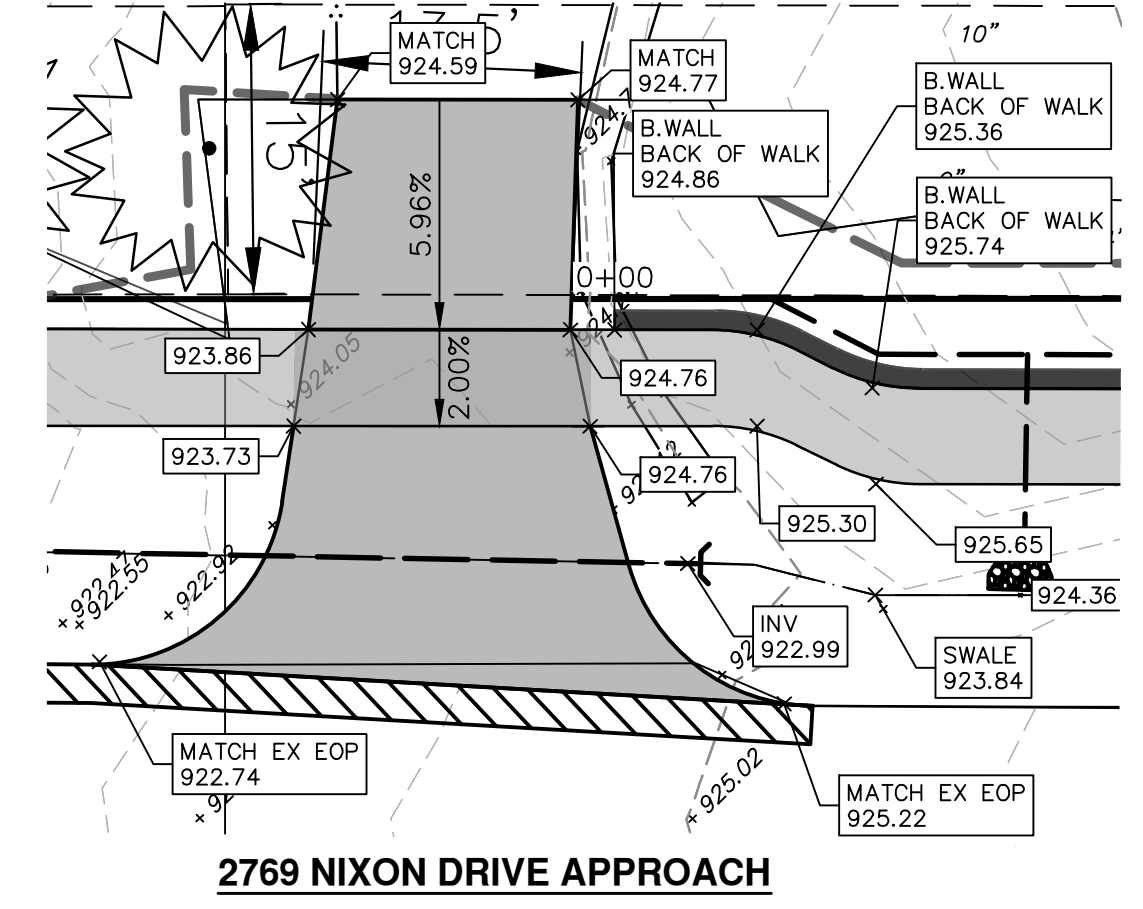 10”
MATCH
924.59
MATCH
924.77
B.WALL
BACK OF WALK
925.36
B.WALL
BACK OF WALK
924.86
B.WALL
BACK OF WALK
925.74
15'
5.96%
0+00
923.86
924.05
2.00%
924.76
923.73
924.76
925.30
925.65
922.47
922.55
922.92
924.36
INV
922.99
SWALE
923.84
MATCH EX EOP
922.74
925.02
MATCH EX EOP
925.22
2769 NIXON DRIVE APPROACH